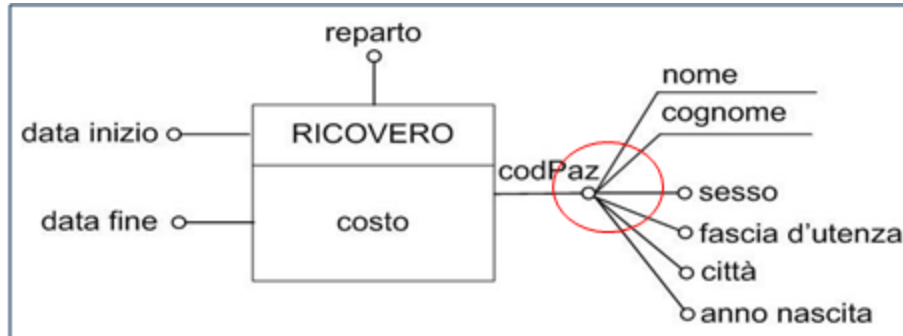 reparto
nome
cognome
data inizio
RICOVERO
codPaz
sesso
data fine
costo
fascia d'utenza
città
anno nascita